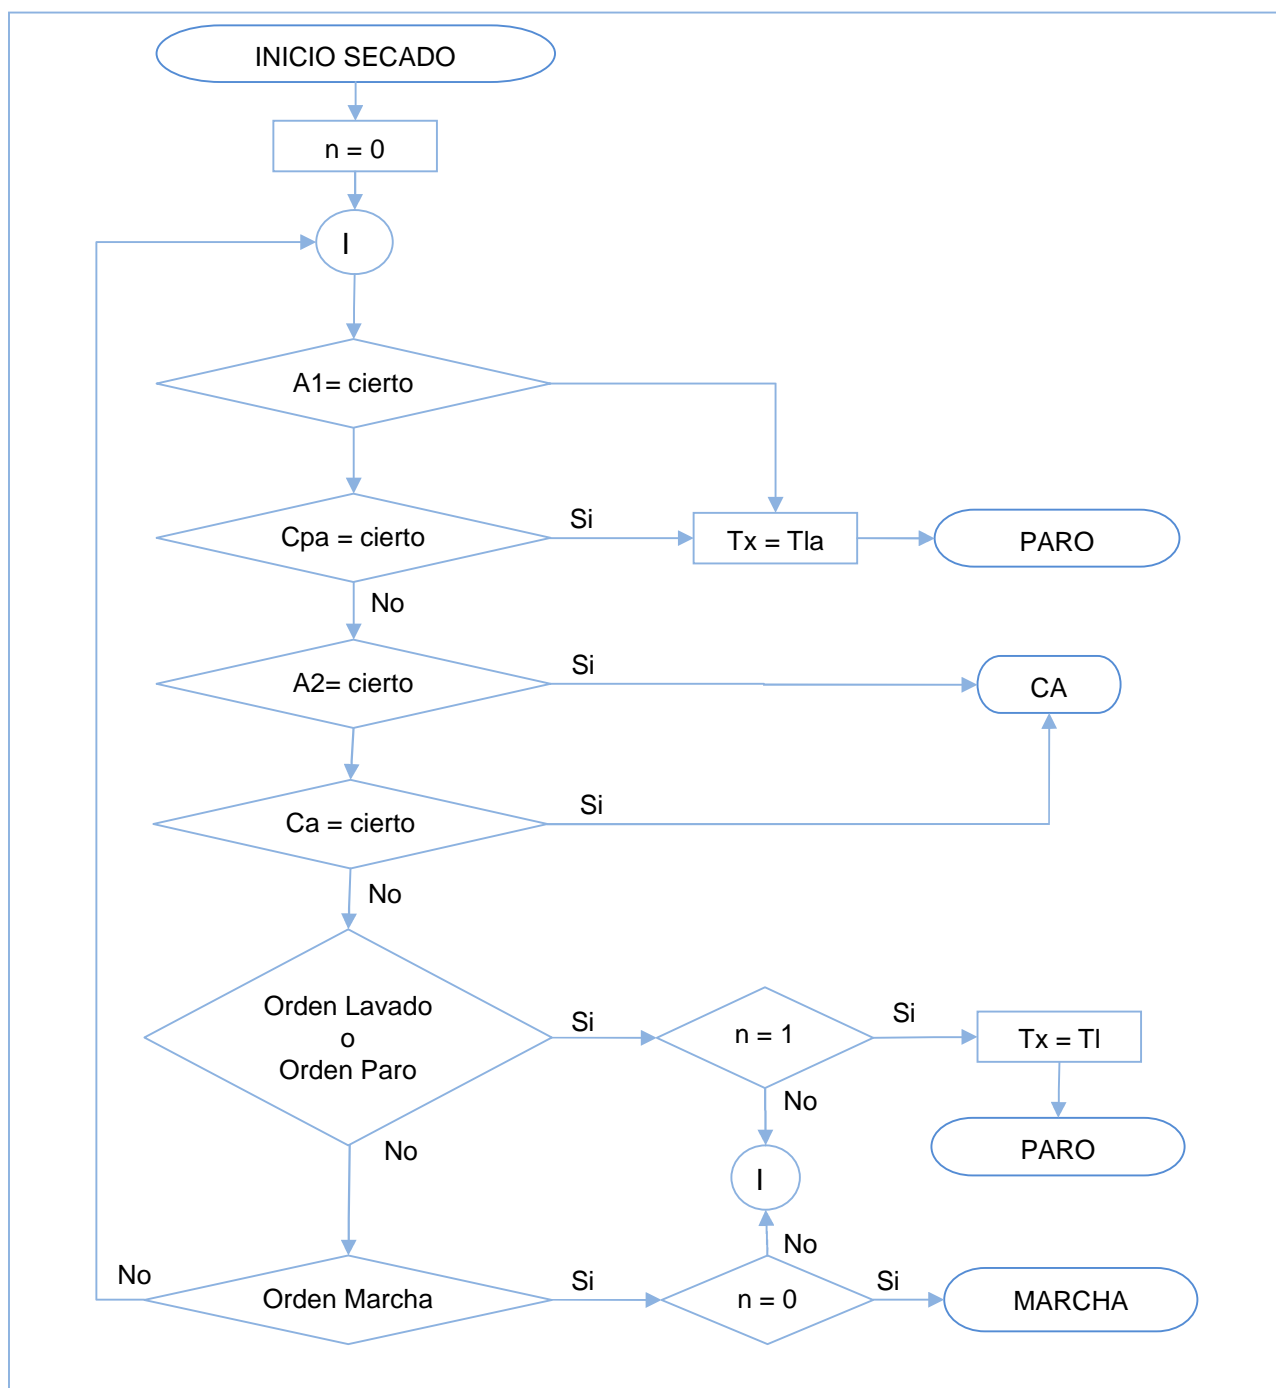 INICIO SECADO
n = 0
I
A1= cierto
Cpa = cierto
Si
Tx = Tla
PARO
No
A2= cierto
Si
CA
Ca = cierto
Si
No
Orden Lavado
o
Orden Paro
Si
n = 1
Si
Tx = Tl
No
No
PARO
I
No
No
Orden Marcha
Si
n = 0
Si
MARCHA